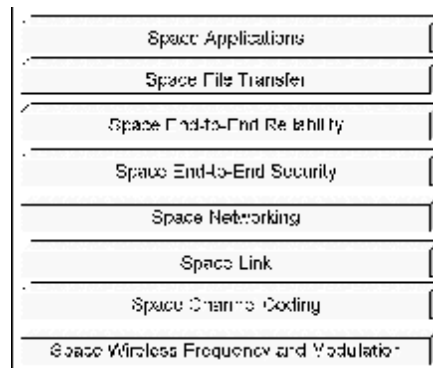 Space Applications
Space File Transfer
Space End-to-End Reliability
Space End-to-End Security
Space Networking
Space Link
Space Channel Coding
Space Wireless Frequency and Modulation